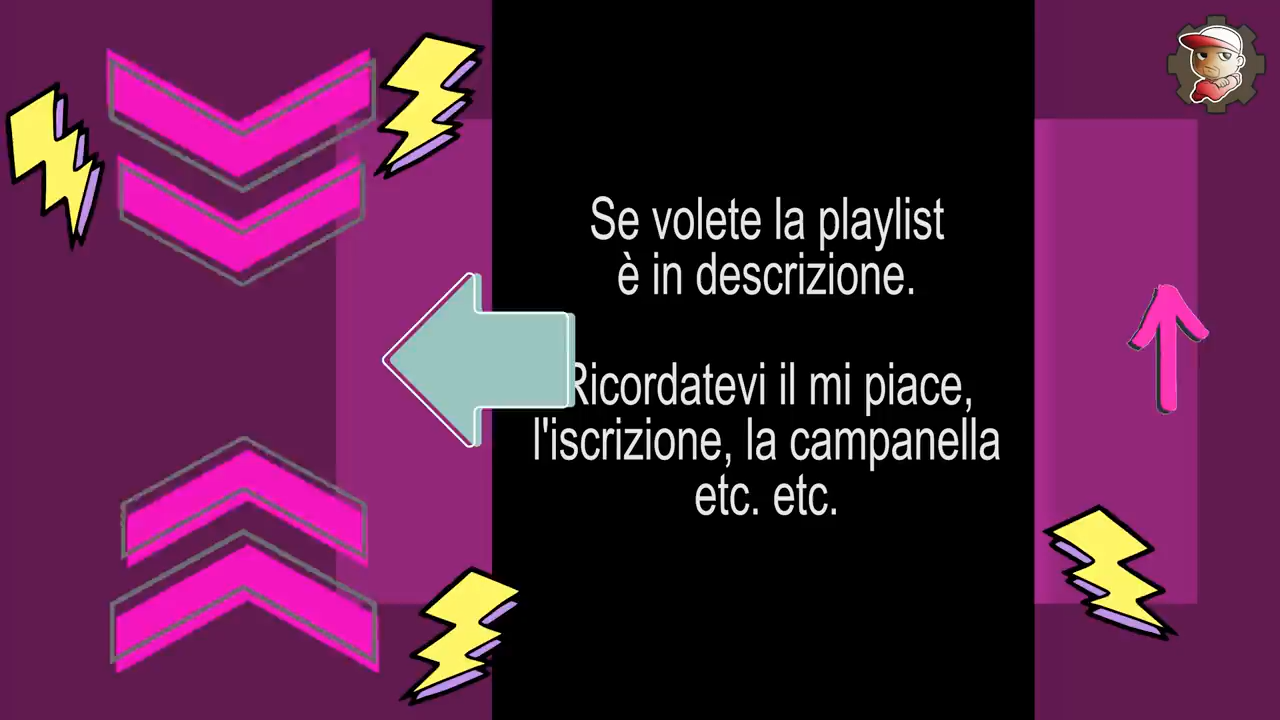 Se volete la playlist
è in descrizione.
Ricordatevi il mi piace,
l'iscrizione, la campanella
etc. etc.